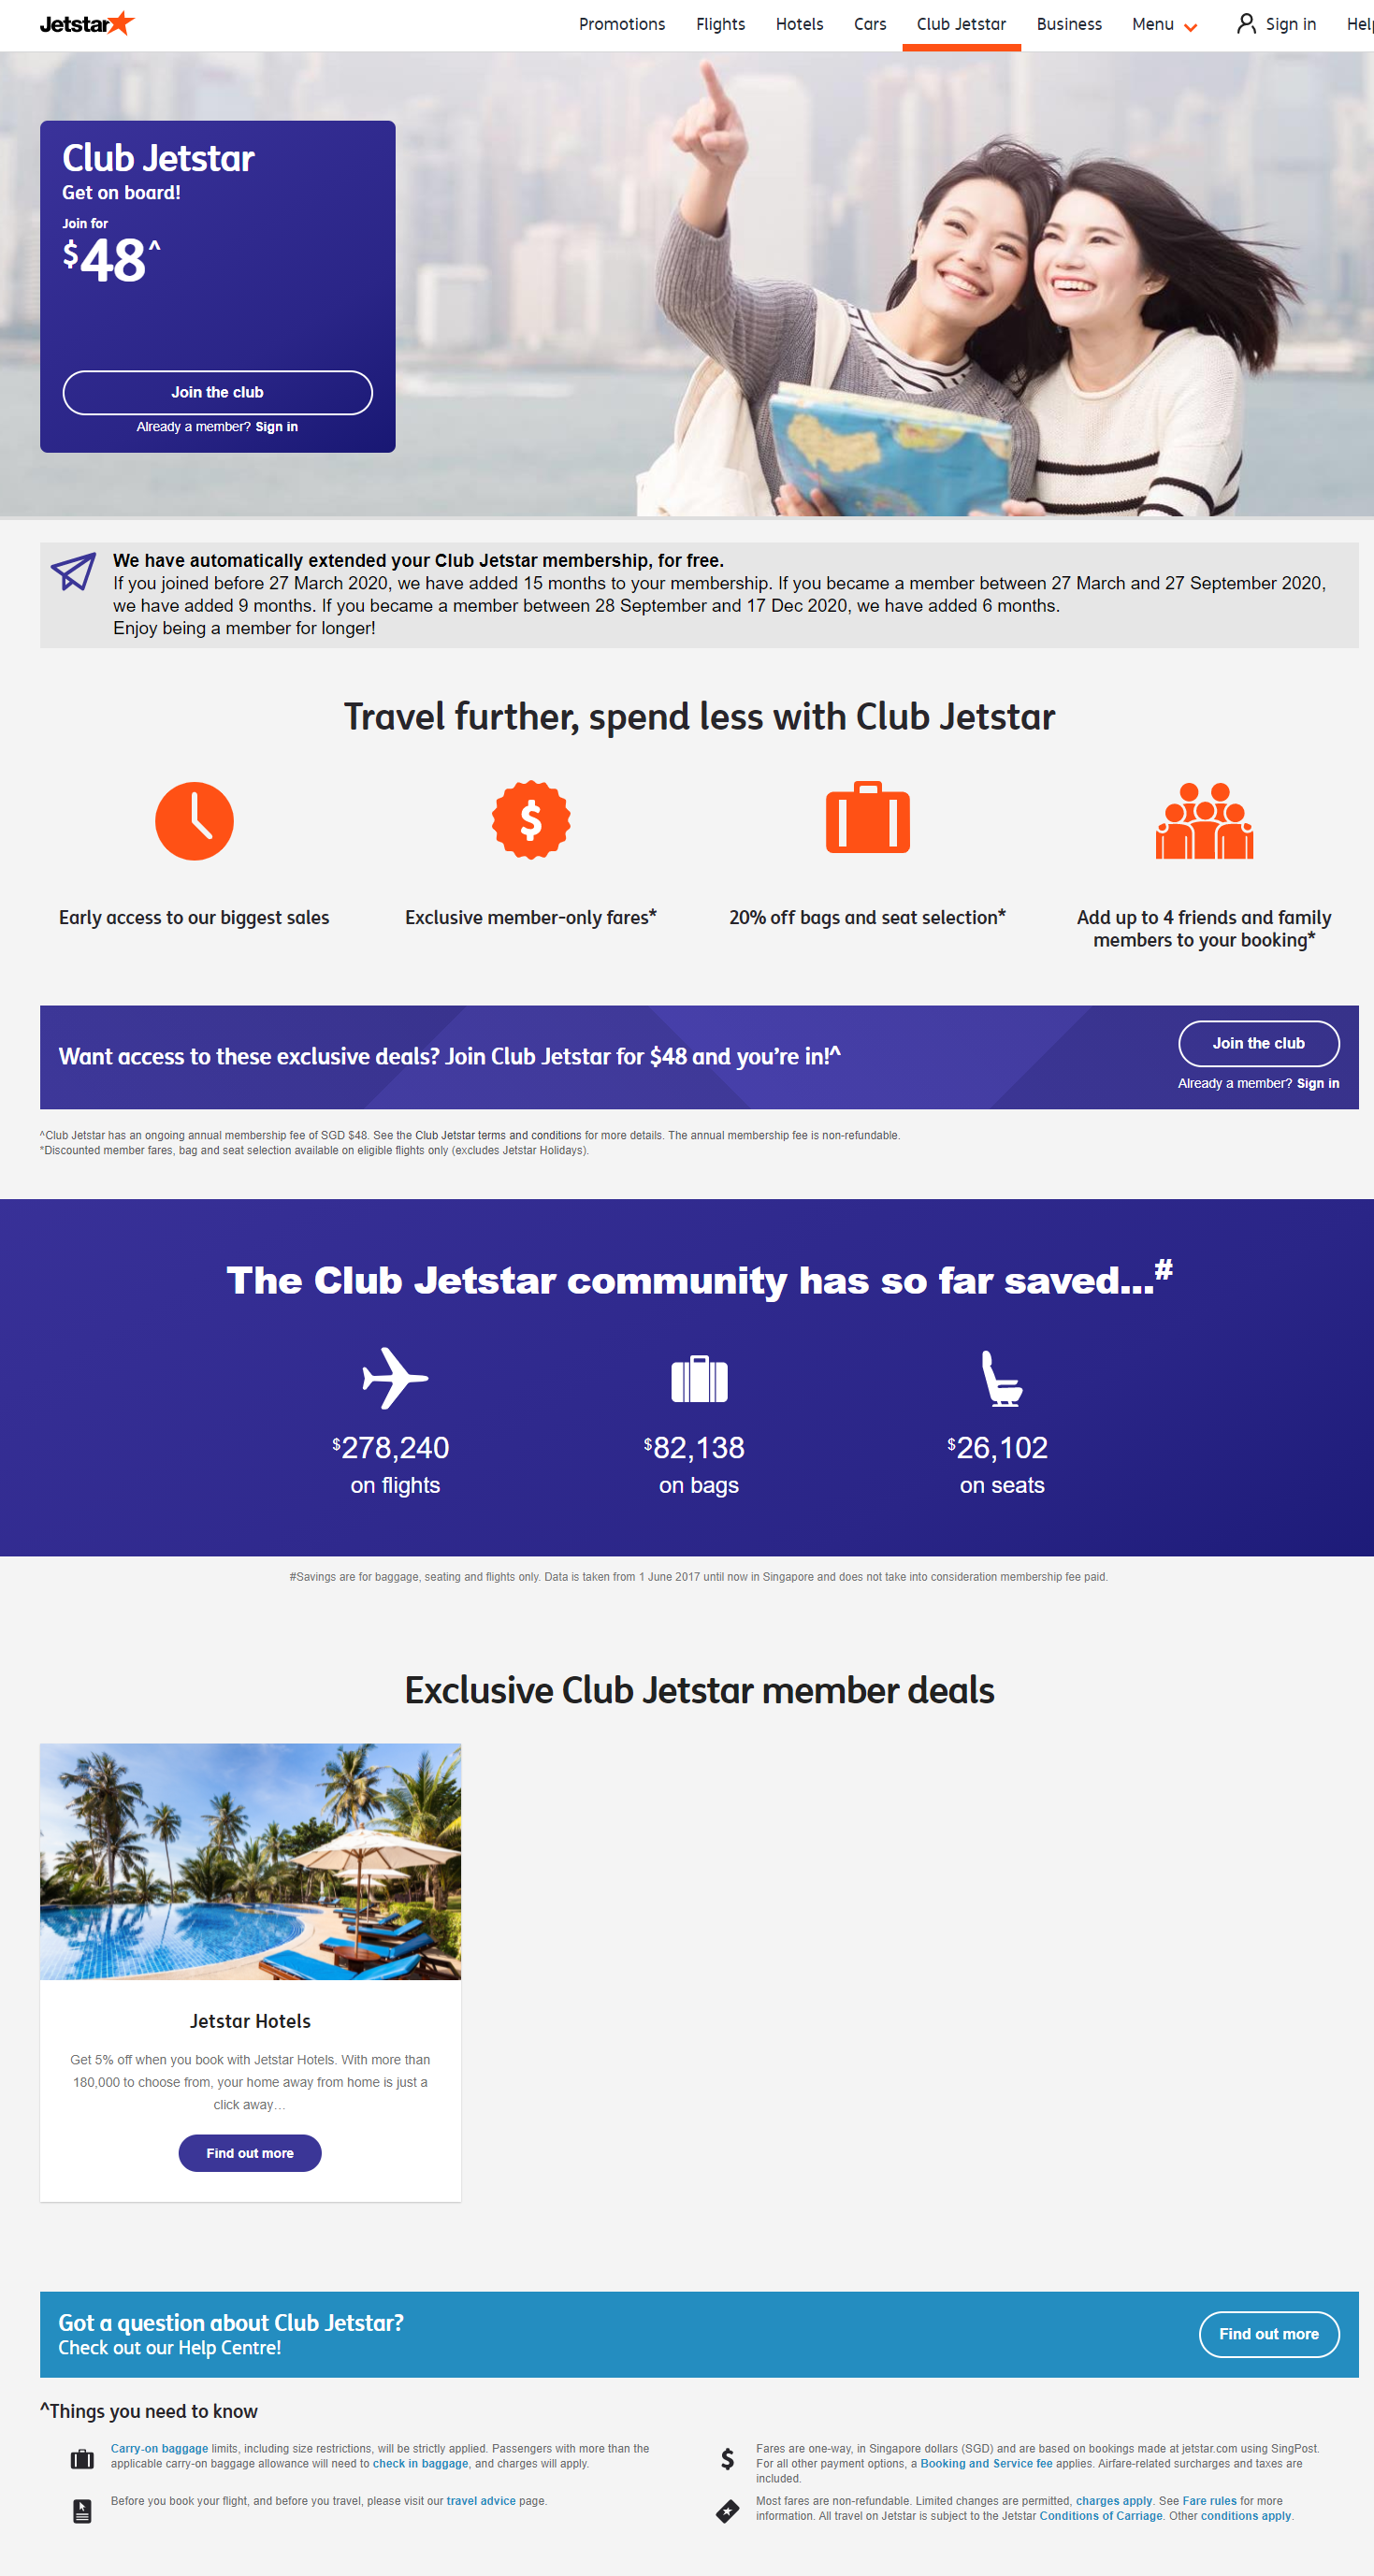 Jetstar
Promotions Flights Hotels Cars Club Jetstar Business Menu Sign in
Club Jetstar
Get on board!
Join for
$48^
Join the club
Already a member? Sign in
We have automatically extended your Club Jetstar membership, for free.
If you joined before 27 March 2020, we have added 15 months to your membership. If you became a member between 27 March and 27 September 2020,
we have added 9 months. If you became a member between 28 September and 17 Dec 2020, we have added 6 months.
Enjoy being a member for longer!
Travel further, spend less with Club Jetstar
Early access to our biggest sales
Exclusive member-only fares*
20% off bags and seat selection*
Add up to 4 friends and family
members to your booking*
Want access to these exclusive deals? Join Club Jetstar for $48 and you're in!^
Join the club
Already a member? Sign in
^Club Jetstar has an ongoing annual membership fee of SGD $48. See the Club Jetstar terms and conditions for more details. The annual membership fee is non-refundable.
*Discounted member fares, bag and seat selection available on eligible flights only (excludes Jetstar Holidays).
The Club Jetstar community has so far saved...#
$278,240
on flights
$82,138
on bags
$26,102
on seats
#Savings are for baggage, seating and flights only. Data is taken from 1 June 2017 until now in Singapore and does not take into consideration membership fee paid.
Exclusive Club Jetstar member deals
Jetstar Hotels
Get 5% off when you book with Jetstar Hotels. With more than
180,000 to choose from, your home away from home is just a
click away…
Find out more
Got a question about Club Jetstar?
Check out our Help Centre!
Find out more
^Things you need to know
Carry-on baggage limits, including size restrictions, will be strictly applied. Passengers with more than the
applicable carry-on baggage allowance will need to check in baggage, and charges will apply.
Before you book your flight, and before you travel, please visit our travel advice page.
$
Fares are one-way, in Singapore dollars (SGD) and are based on bookings made at jetstar.com using SingPost.
For all other payment options, a Booking and Service fee applies. Airfare-related surcharges and taxes are
included.
Most fares are non-refundable. Limited changes are permitted, charges apply. See Fare rules for more
information. All travel on Jetstar is subject to the Jetstar Conditions of Carriage. Other conditions apply.